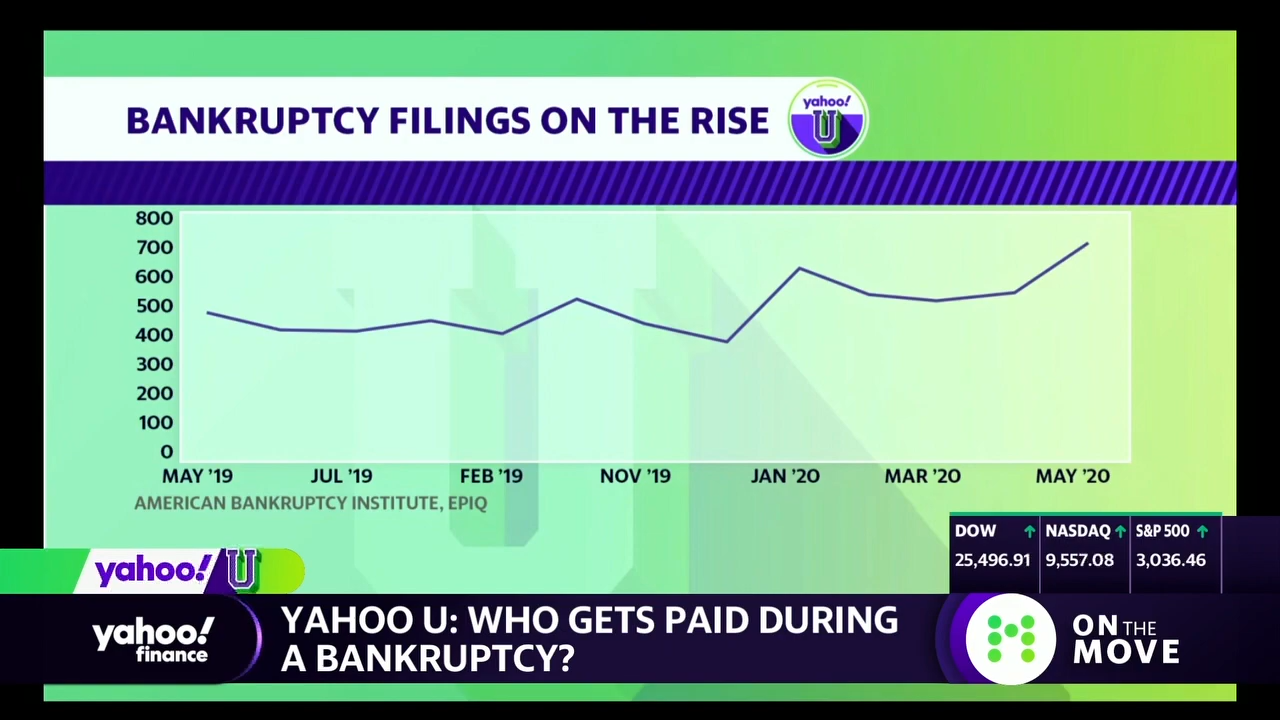 BANKRUPTCY FILINGS ON THE RISE
yahoo!
U
800
700
600
500
400
300
200
100
0
MAY '19 JUL '19 FEB '19 NOV '19 JAN '20 MAR '20 MAY '20
AMERICAN BANKRUPTCY INSTITUTE, EPIQ
DOW NASDAQ S&P 500
25,496.91 9,557.08 3,036.46
yahoo! U
yahoo!
finance
YAHOO U: WHO GETS PAID DURING
A BANKRUPTCY?
ON THE
MOVE